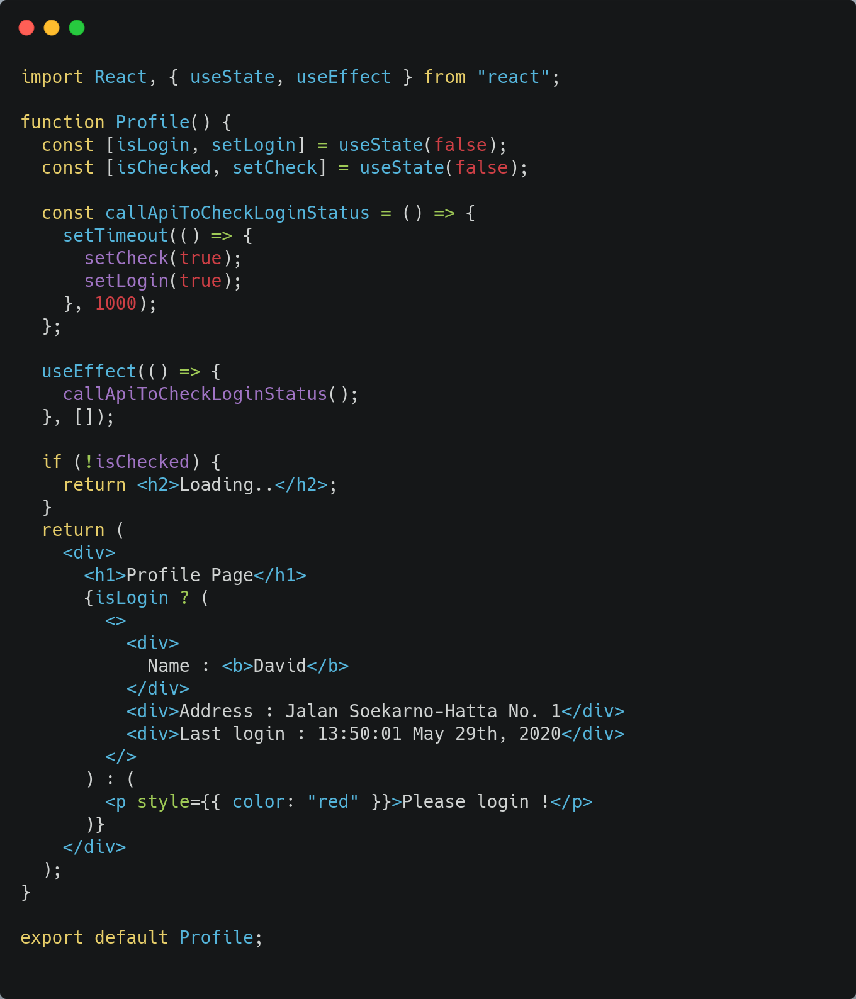 import React, { useState, useEffect } from "react";

function Profile() {
  const [isLogin, setLogin] = useState(false);
  const [isChecked, setCheck] = useState(false);

  const callApiToCheckLoginStatus = () => {
    setTimeout(() => {
      setCheck(true);
      setLogin(true);
    }, 1000);
  };

  useEffect(() => {
    callApiToCheckLoginStatus();
  }, []);

  if (!isChecked) {
    return <h2>Loading..</h2>;
  }
  return (
    <div>
      <h1>Profile Page</h1>
      {isLogin ? (
        <>
          <div>
            Name : <b>David</b>
          </div>
          <div>Address : Jalan Soekarno-Hatta No. 1</div>
          <div>Last login : 13:50:01 May 29th, 2020</div>
        </>
      ) : (
        <p style={{ color: "red" }}>Please login !</p>
      )}
    </div>
  );
}

export default Profile;